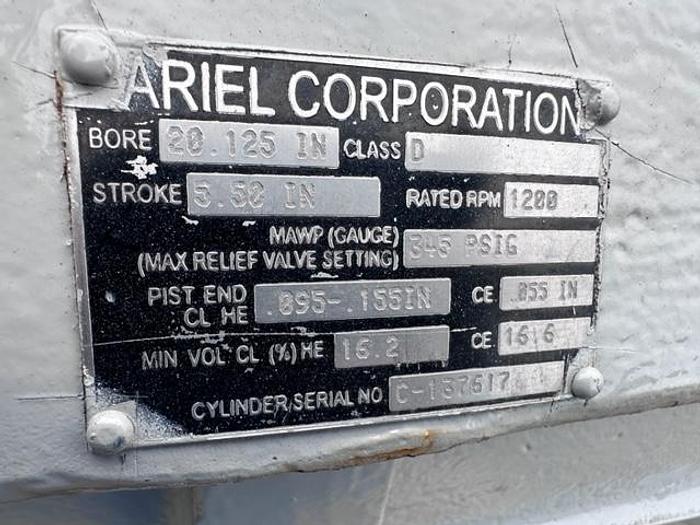 ARIEL CORPORATION
BORE 20.125 IN CLASS D
STROKE 5.50 IN RATED RPM 1200
MAWP (GAUGE)
(MAX RELIEF VALVE SETTING) 345 PSIG
PIST. END CL HE .095-.155IN CE .055 IN
MIN VOL CL (%) HE 16.2 CE 16.6
CYLINDER SERIAL NO C-137617